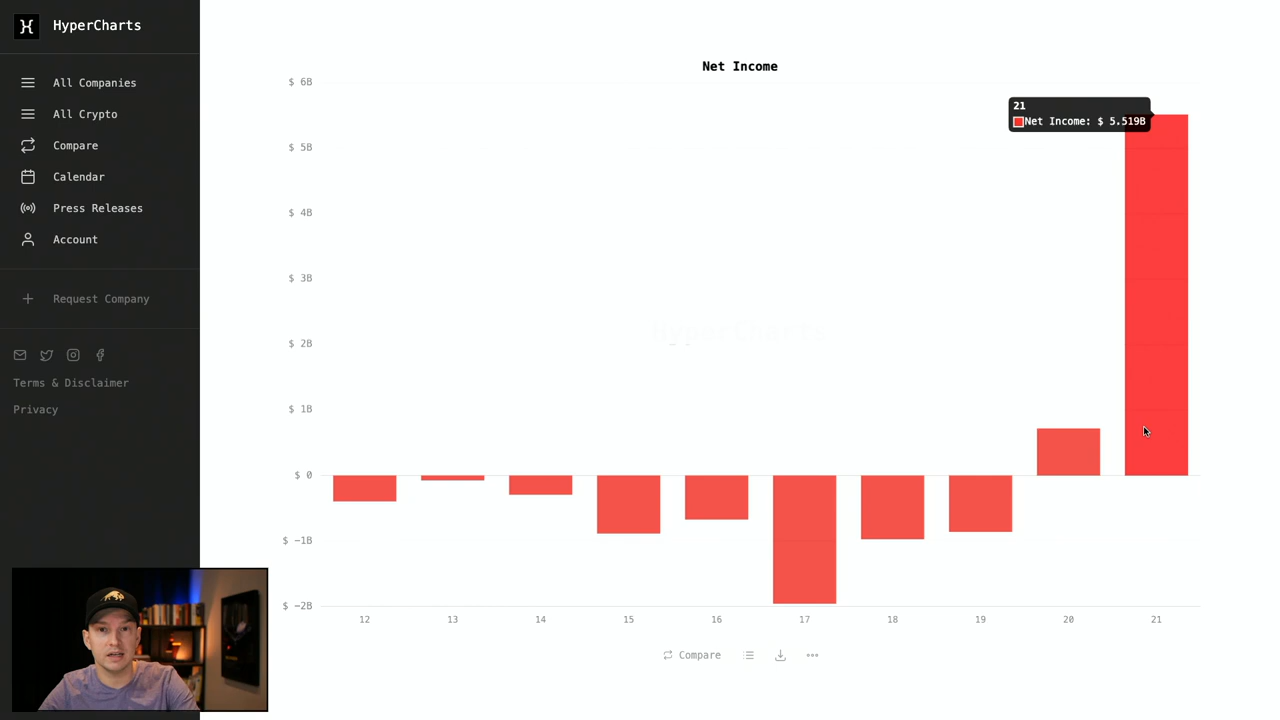 HyperCharts
All Companies
All Crypto
Compare
Calendar
Press Releases
Account
Request Company
Terms & Disclaimer
Privacy
Net Income
$ 6B
$ 5B
$ 4B
$ 3B
$ 2B
$ 1B
$ 0
$ −1B
$ −2B
21
Net Income: $ 5.519B
Hyper Charts
12 13 14 15 16 17 18 19 20 21
Compare